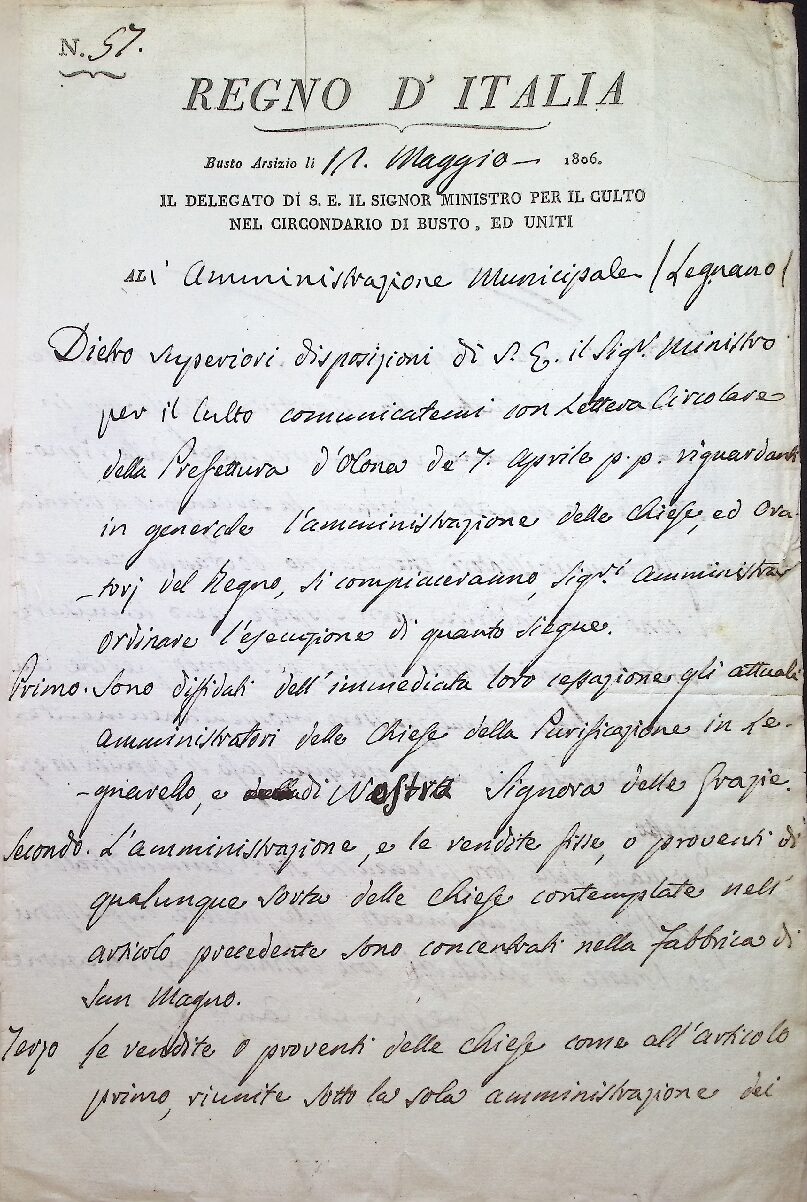 N. 57.
REGNO D'ITALIA
Busto Arsizio li 12. Maggio - 1806.
IL DELEGATO DI S. E. IL SIGNOR MINISTRO PER IL CULTO
NEL CIRCONDARIO DI BUSTO, ED UNITI
ALl' Amministrazione Municipale / Legnano /
Dietro superiori disposizioni di S. E. il Sigr. Ministro
per il Culto comunicatemi con Lettera Circolare
della Prefettura d'Olona de' 7. Aprile p. p. riguardanti
in generale l'amministrazione delle Chiese, ed Ora
-torj del Regno, si compiaceranno, Sigri. Amministra
ordinare l'esecuzione di quanto siegue.
Primo. Sono diffidati dell'immediata loro cessazione gli attuali
amministratori delle Chiese della Purificazione in Le-
-gnarello, e di Nostra Signora delle Grazie.
Secondo. L'amministrazione, e le rendite fisse, o proventi di
qualunque sorta delle Chiese contemplate nell'
articolo precedente sono concentrati nella Fabbrica di
San Magno.
Terzo Le rendite o proventi delle Chiese come all'articolo
primo, riunite sotto la sola amministrazione dei